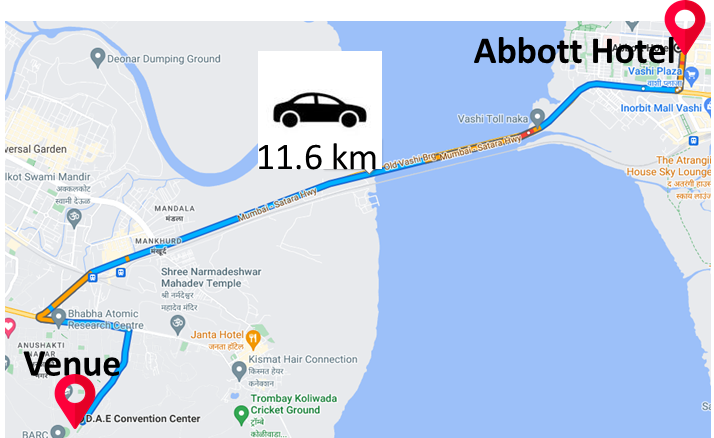 Abbott Hotel
Abbott Hotel
Deonar Dumping Ground
Vashi Plaza
वाशी प्लाजा
Inorbit Mall Vashi
Vashi Toll naka
versal Garden
11.6 km
Old Vashi Brg
Mumbai - Satara Hwy
The Atrangi
House Sky Lounge
द अतरंगी हाउस
स्काय लाउंज
lkot Swami Mandir
अक्कलकोट
स्वामी देऊळ
MANDALA
मंडला
Mumbai - Satara Hwy
MANKHURD
मानखुर्द
Shree Narmadeshwar
Mahadev Temple
श्री नर्मदेश्वर
महादेव मंदिर
Bhabha Atomic
Research Centre
Janta Hotel
जनता हॉटेल
ANUSHAKTI
NAGAR
Venue
Kismat Hair Connection
किस्मत हेयर
कनेक्शन
Trombay Koliwada
Cricket Ground
ट्रॉम्बे
कोळीवाडा...
D.A.E Convention Center
BARC